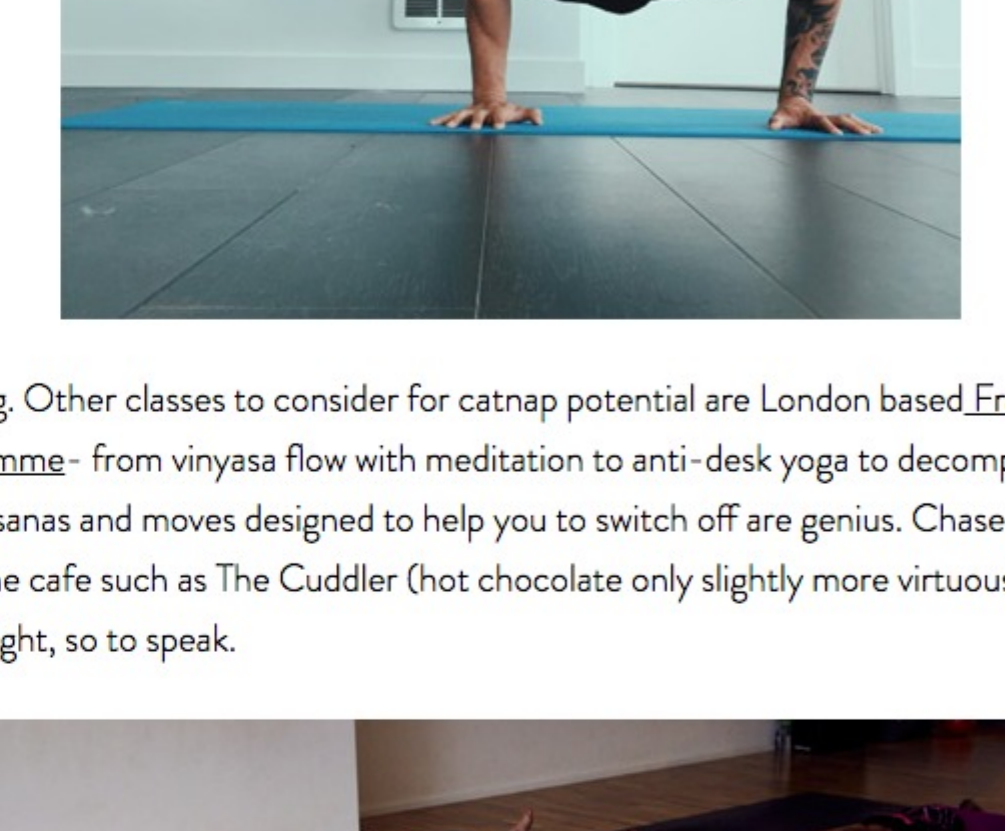 g. Other classes to consider for catnap potential are London based Fr
mme- from vinyasa flow with meditation to anti-desk yoga to decomp
sanas and moves designed to help you to switch off are genius. Chase
e cafe such as The Cuddler (hot chocolate only slightly more virtuous
ght, so to speak.